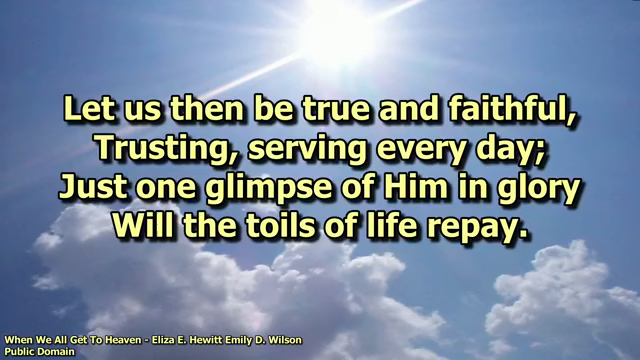 Let us then be true and faithful,
Trusting, serving every day;
Just one glimpse of Him in glory
Will the toils of life repay.
When We All Get To Heaven - Eliza E. Hewitt Emily D. Wilson
Public Domain